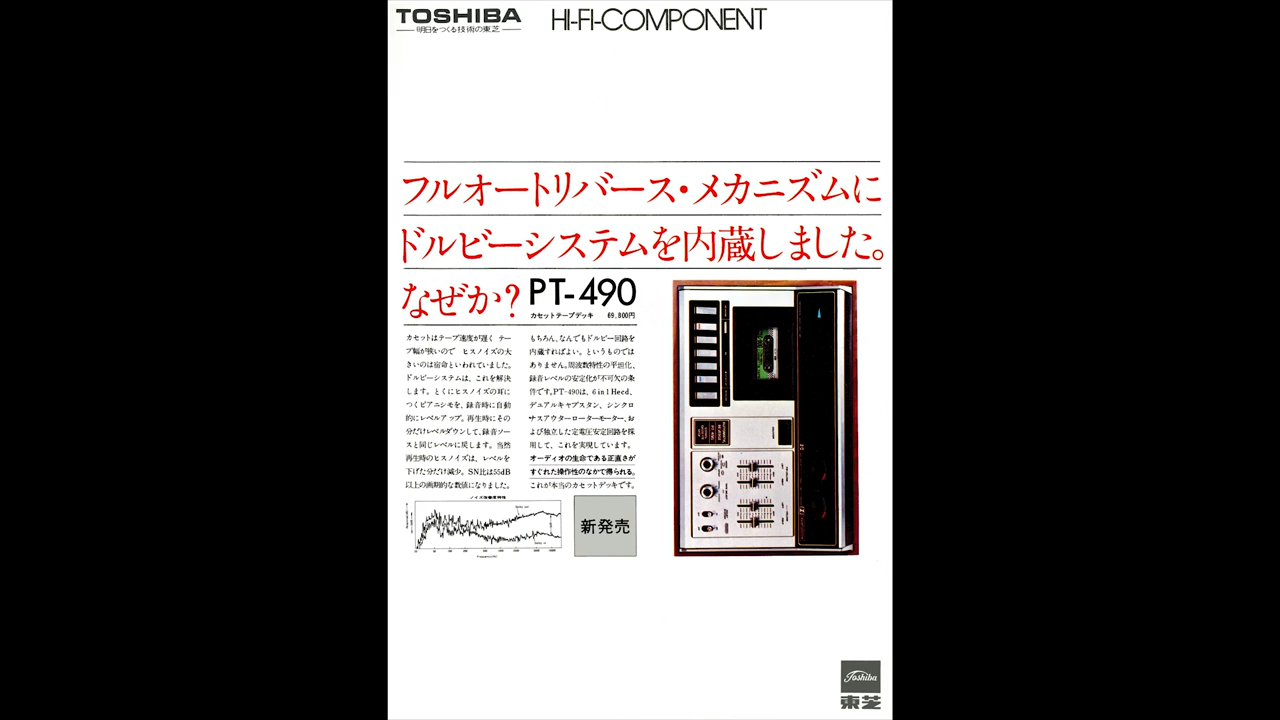 TOSHIBA
明日をつくる技術の東芝
HI-FI-COMPONENT
フルオートリバース・メカニズムに
ドルビーシステムを内蔵しました。
なぜか?
PT-490
カセットテープデッキ 69,800円
カセットはテープ速度が遅く テー
プ幅が狭いので ヒスノイズの大
きいのは宿命といわれていました。
ドルビーシステムは、これを解決
します。とくにヒスノイズの耳に
つくピアニシモを、録音時に自動
的にレベルアップ。再生時にその
分だけレベルダウンして、録音ソー
スと同じレベルに戻します。当然
再生時のヒスノイズは、レベルを
下げた分だけ減少。SN比は55dB
以上の画期的な数値になりました。
もちろん、なんでもドルビー回路を
内蔵すればよい。というものでは
ありません。周波数特性の平坦化、
録音レベルの安定化が不可欠の条
件です。PT-490は、6 in 1 Hecd、
デュアルキャプスタン、シンクロ
サスアウターローターモーター、お
よび独立した定電圧安定回路を採
用して、これを実現しています。
オーディオの生命である正直さが
すぐれた操作性のなかで得られる。
これが本当のカセットデッキです。
新発売
Toshiba
東芝